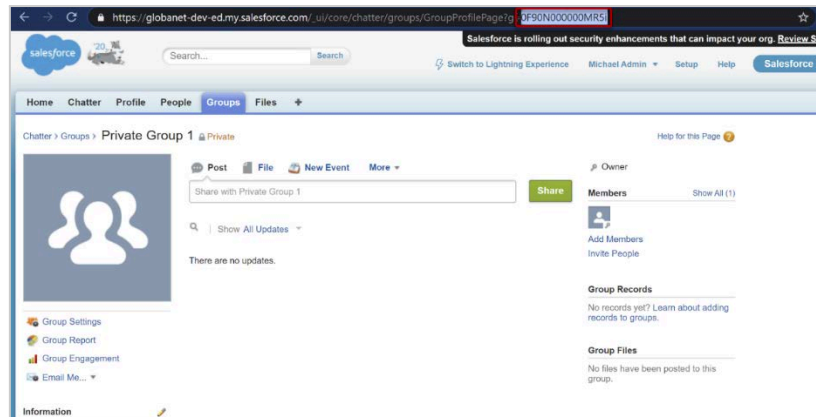 https://globanet-dev-ed.my.salesforce.com/_ui/core/chatter/groups/GroupProfilePage?g=0F90N000000MR5i
Salesforce is rolling out security enhancements that can impact your org. Review S
salesforce
'20
Search...
Search
Switch to Lightning Experience
Michael Admin
Setup
Help
Salesforce
Home Chatter Profile People Groups Files +
Chatter > Groups > Private Group 1 Private
Help for this Page
Post File New Event More
Share with Private Group 1
Share
Show All Updates
There are no updates.
Owner
Members Show All (1)
Add Members
Invite People
Group Records
No records yet? Learn about adding
records to groups.
Group Files
No files have been posted to this
group.
Group Settings
Group Report
Group Engagement
Email Me...
Information